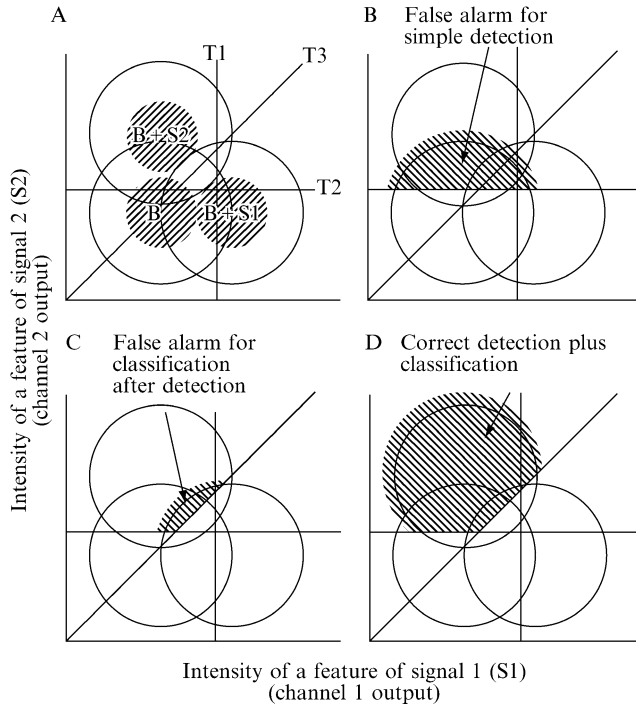 A
T1
T3
B + S2
T2
B
B + S1
B
False alarm for
simple detection
C
False alarm for
classification
after detection
D
Correct detection plus
classification
Intensity of a feature of signal 2 (S2)
(channel 2 output)
Intensity of a feature of signal 1 (S1)
(channel 1 output)